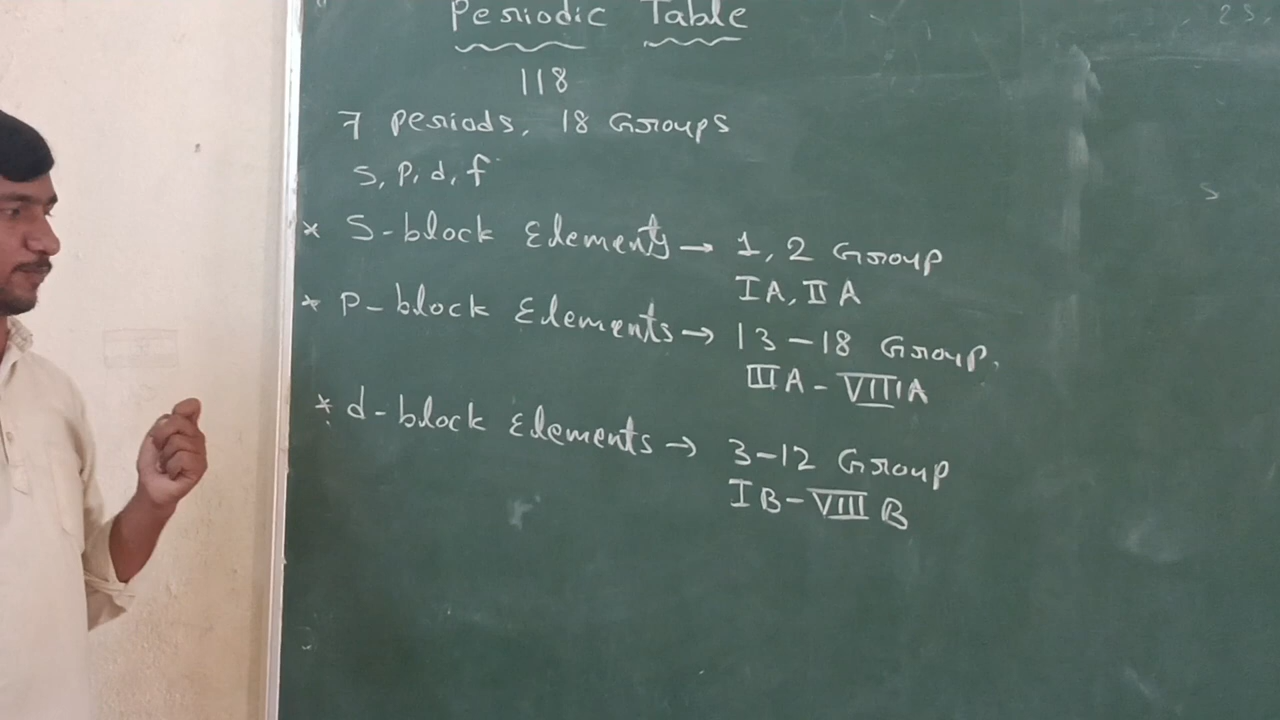 Periodic Table
118
7 Periods, 18 Groups
s, p, d, f
* S-block Elements → 1, 2 Group
IA, II A
* P-block Elements → 13 – 18 Group.
III A - VIII A
* d-block Elements → 3-12 Group
I B – VIII B
25
s